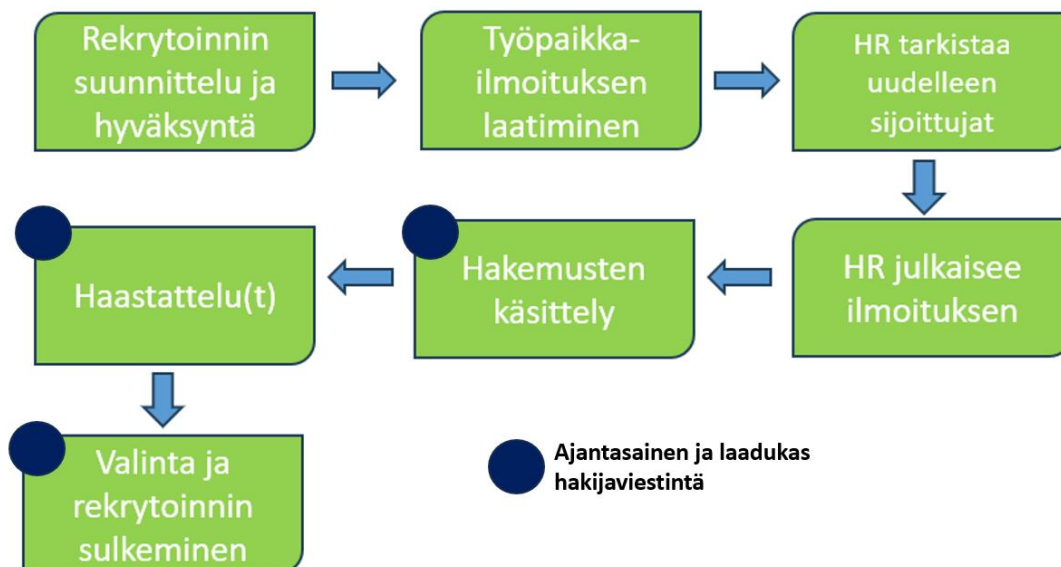 Rekrytoinnin
suunnittelu ja
hyväksyntä
Työpaikka-
ilmoituksen
laatiminen
HR tarkistaa
uudelleen
sijoittujat
HR julkaisee
ilmoituksen
Hakemusten
käsittely
Haastattelu(t)
Valinta ja
rekrytoinnin
sulkeminen
Ajantasainen ja laadukas
hakijaviestintä